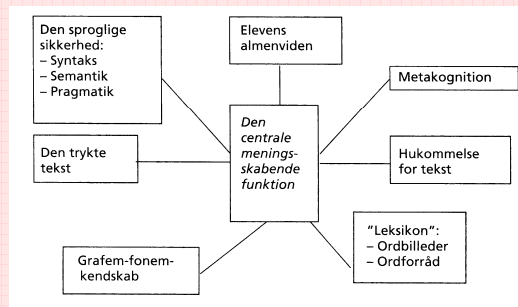 Den sproglige
sikkerhed:
– Syntaks
– Semantik
– Pragmatik
Elevens
almenviden
Metakognition
Den
centrale
menings-
skabende
funktion
Den trykte
tekst
Hukommelse
for tekst
"Leksikon":
– Ordbilleder
– Ordforråd
Grafem-fonem-
kendskab